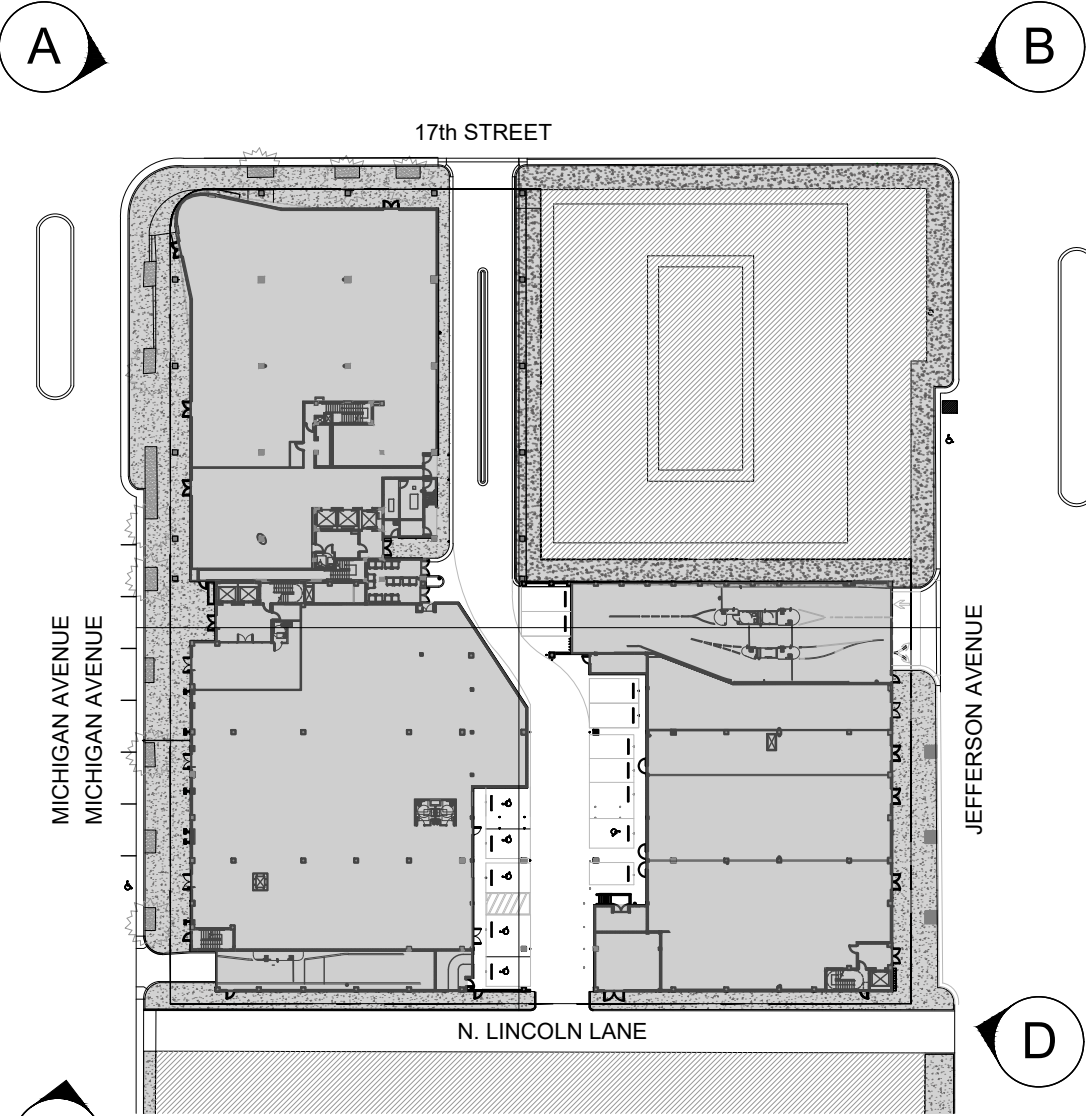 A
B
17th STREET
MICHIGAN AVENUE
MICHIGAN AVENUE
JEFFERSON AVENUE
N. LINCOLN LANE
D